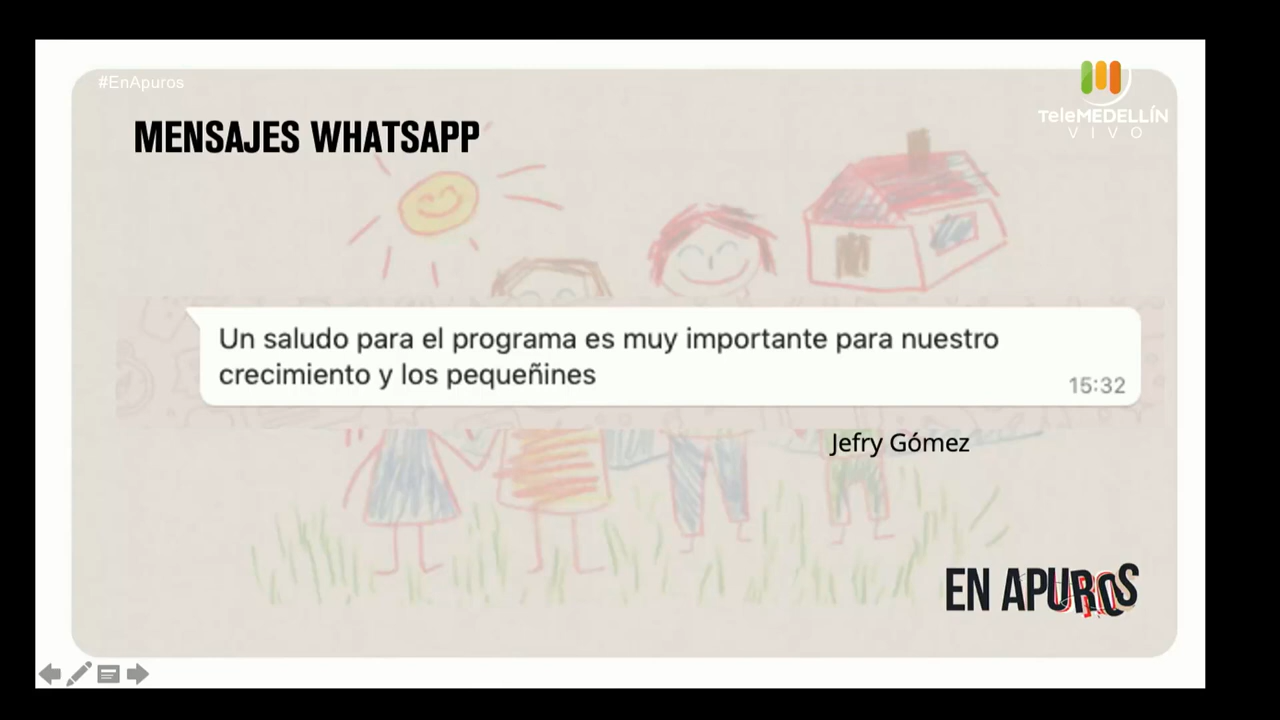 #EnApuros
TeleMEDELLÍN
VIVO
MENSAJES WHATSAPP
Un saludo para el programa es muy importante para nuestro
crecimiento y los pequeñines
15:32
Jefry Gómez
EN APUROS